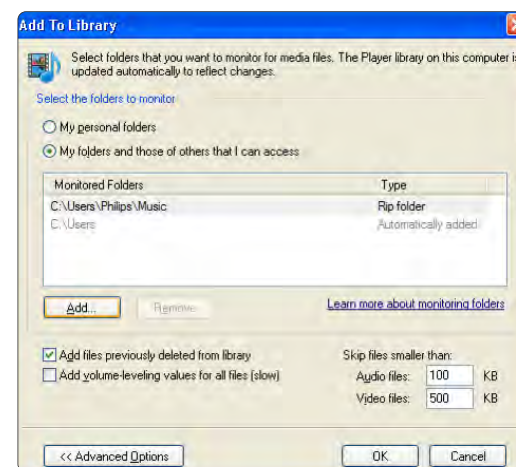 Add To Library
Select folders that you want to monitor for media files. The Player library on this computer is
updated automatically to reflect changes.
Select the folders to monitor
My personal folders
My folders and those of others that I can access
Monitored Folders Type
C:\Users\Philips\Music Rip folder
C:\Users Automatically added
Add... Remove Learn more about monitoring folders
Add files previously deleted from library Skip files smaller than:
Add volume-leveling values for all files (slow) Audio files: 100 KB
Video files: 500 KB
<< Advanced Options OK Cancel